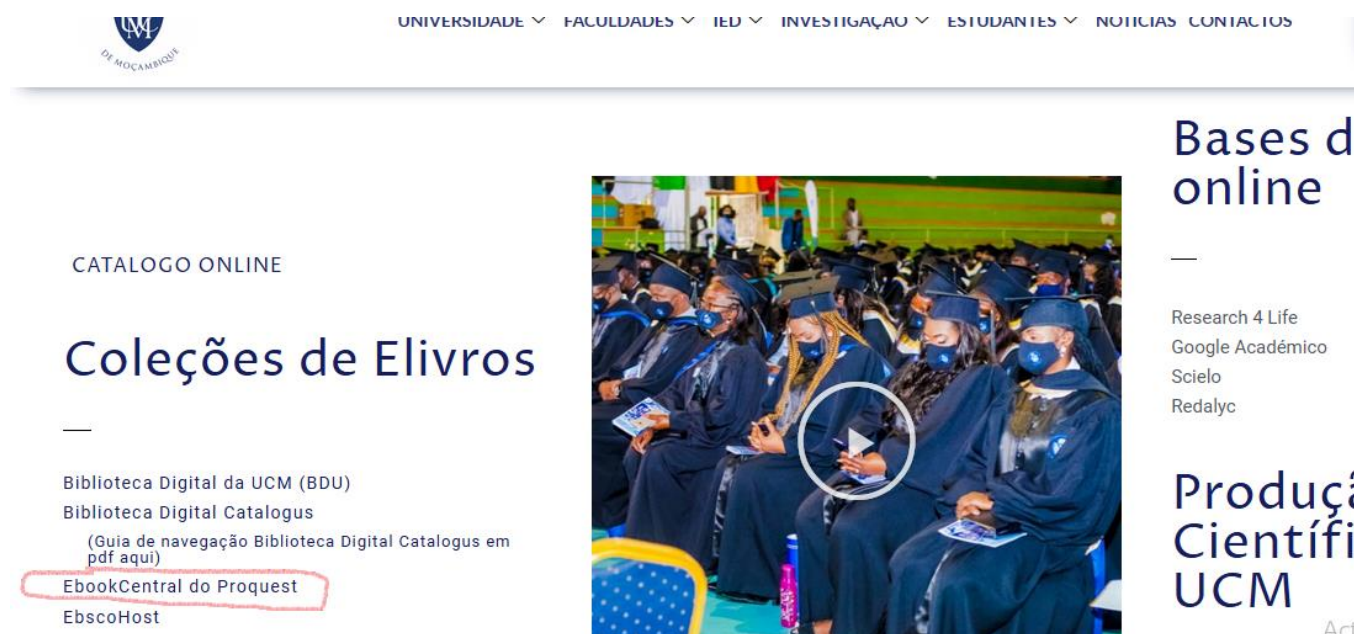 DE MOÇAMBIQUE
UNIVERSIDADE FACULDADES IED INVESTIGAÇÃO ESTUDANTES NOTÍCIAS CONTACTOS
CATALOGO ONLINE
Coleções de Elivros
Biblioteca Digital da UCM (BDU)
Biblioteca Digital Catalogus
(Guia de navegação Biblioteca Digital Catalogus em
pdf aqui)
EbookCentral do Proquest
EbscoHost
Bases d
online
Research 4 Life
Google Académico
Scielo
Redalyc
Produçã
Científi
UCM